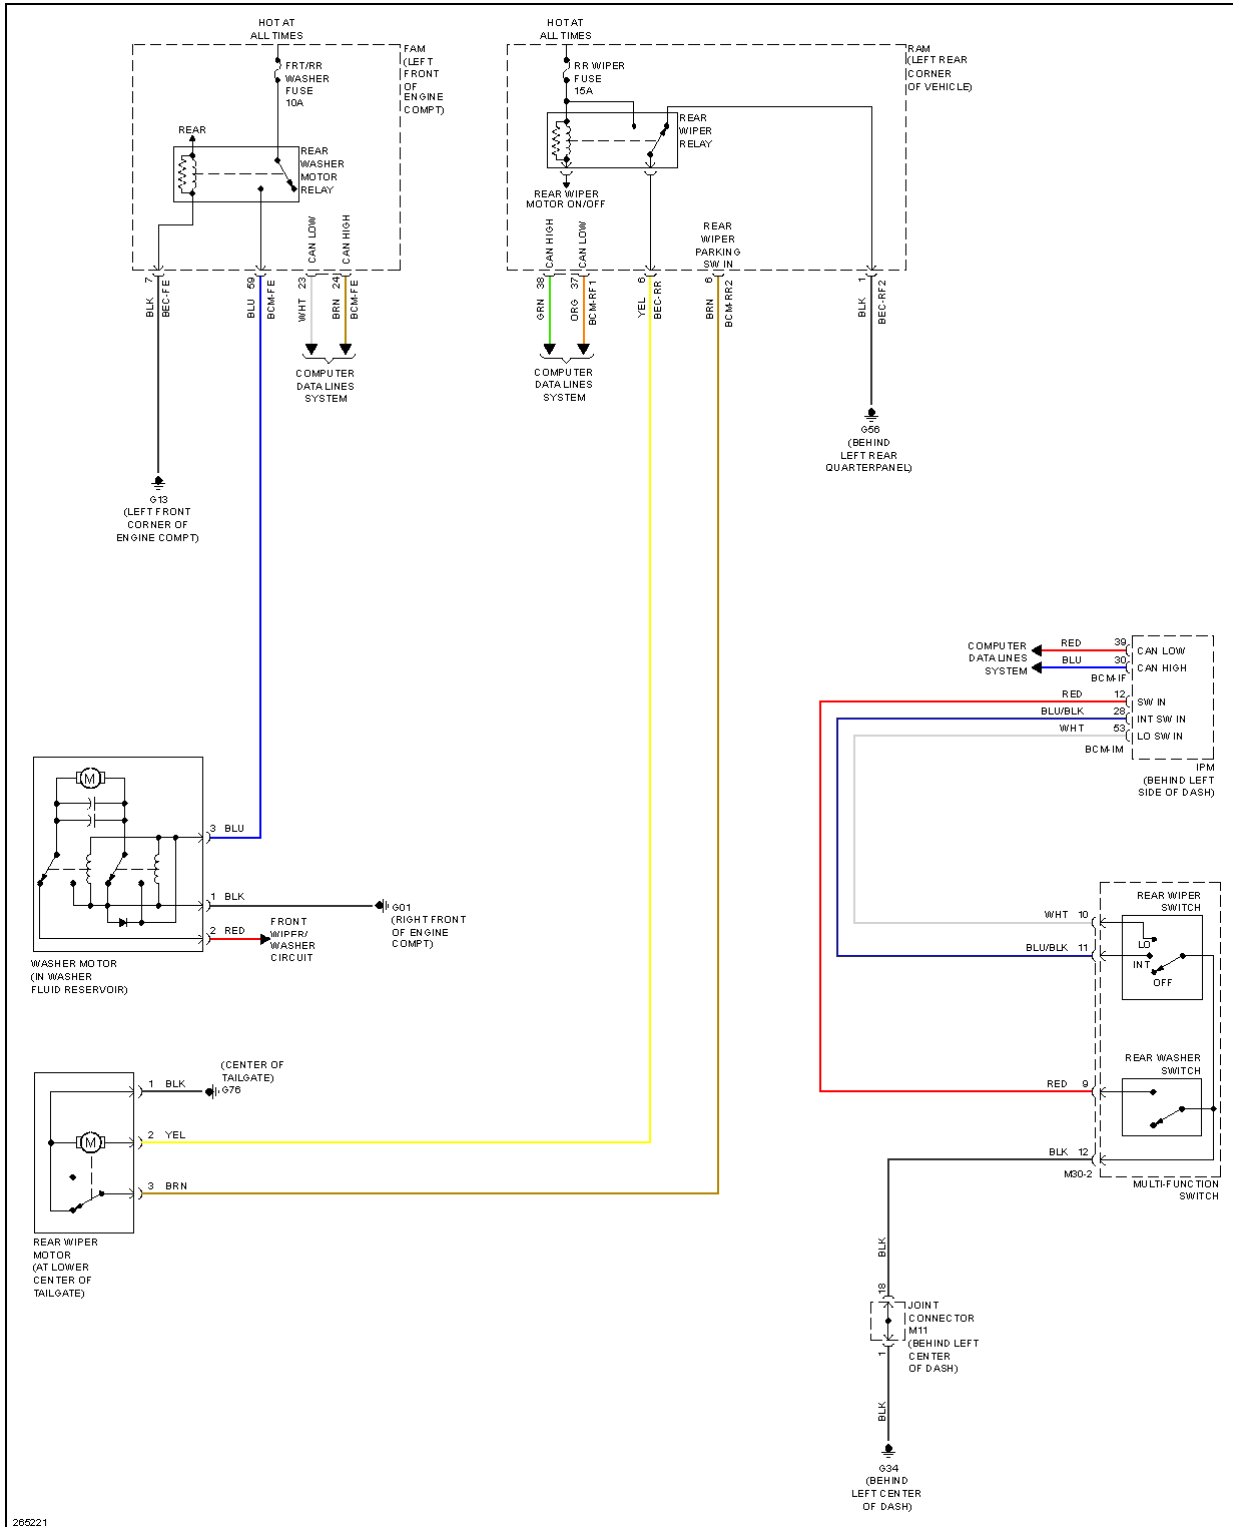 HOT AT
ALL TIMES
FRT/RR
WASHER
FUSE
10A
FAM
(LEFT
FRONT
OF
ENGINE
COMPT)
REAR
REAR
WASHER
MOTOR
RELAY
CAN LOW
CAN HIGH
7
59
23
24
BLK
BEC-FE
BLU
BCM-FE
WHT
BRN
BCM-FE
COMPUTER
DATA LINES
SYSTEM
G13
(LEFT FRONT
CORNER OF
ENGINE COMPT)
HOT AT
ALL TIMES
RR WIPER
FUSE
15A
RAM
(LEFT REAR
CORNER
OF VEHICLE)
REAR
WIPER
RELAY
REAR WIPER
MOTOR ON/OFF
CAN HIGH
CAN LOW
REAR
WIPER
PARKING
SW IN
38
37
6
6
1
GRN
ORG
BCM-RF1
YEL
BEC-RR
BRN
BCM-RR2
BLK
BEC-RF2
COMPUTER
DATA LINES
SYSTEM
G56
(BEHIND
LEFT REAR
QUARTERPANEL)
COMPUTER
DATA LINES
SYSTEM
RED 39 CAN LOW
BLU 30 CAN HIGH
BCM-IF
RED 12 SW IN
BLU/BLK 28 INT SW IN
WHT 53 LO SW IN
BCM-IM
IPM
(BEHIND LEFT
SIDE OF DASH)
M
3 BLU
1 BLK
G01
(RIGHT FRONT
OF ENGINE
COMPT)
2 RED
FRONT
WIPER/
WASHER
CIRCUIT
WASHER MOTOR
(IN WASHER
FLUID RESERVOIR)
REAR WIPER
SWITCH
WHT 10
LO
BLU/BLK 11
INT
OFF
REAR WASHER
SWITCH
RED 9
BLK 12
M30-2
MULTI-FUNCTION
SWITCH
(CENTER OF
TAILGATE)
G76
1 BLK
M
2 YEL
3 BRN
REAR WIPER
MOTOR
(AT LOWER
CENTER OF
TAILGATE)
BLK
18
JOINT
CONNECTOR
M11
(BEHIND LEFT
CENTER
OF DASH)
1
BLK
G34
(BEHIND
LEFT CENTER
OF DASH)
265221